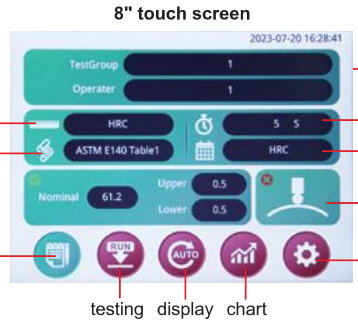 8" touch screen
2023-07-20 16:28:41
TestGroup 1
Operater 1
HRC 5 S
ASTM E140 Table1 HRC
Nominal 61.2 Upper 0.5
Lower 0.5
RUN AUTO
testing display chart